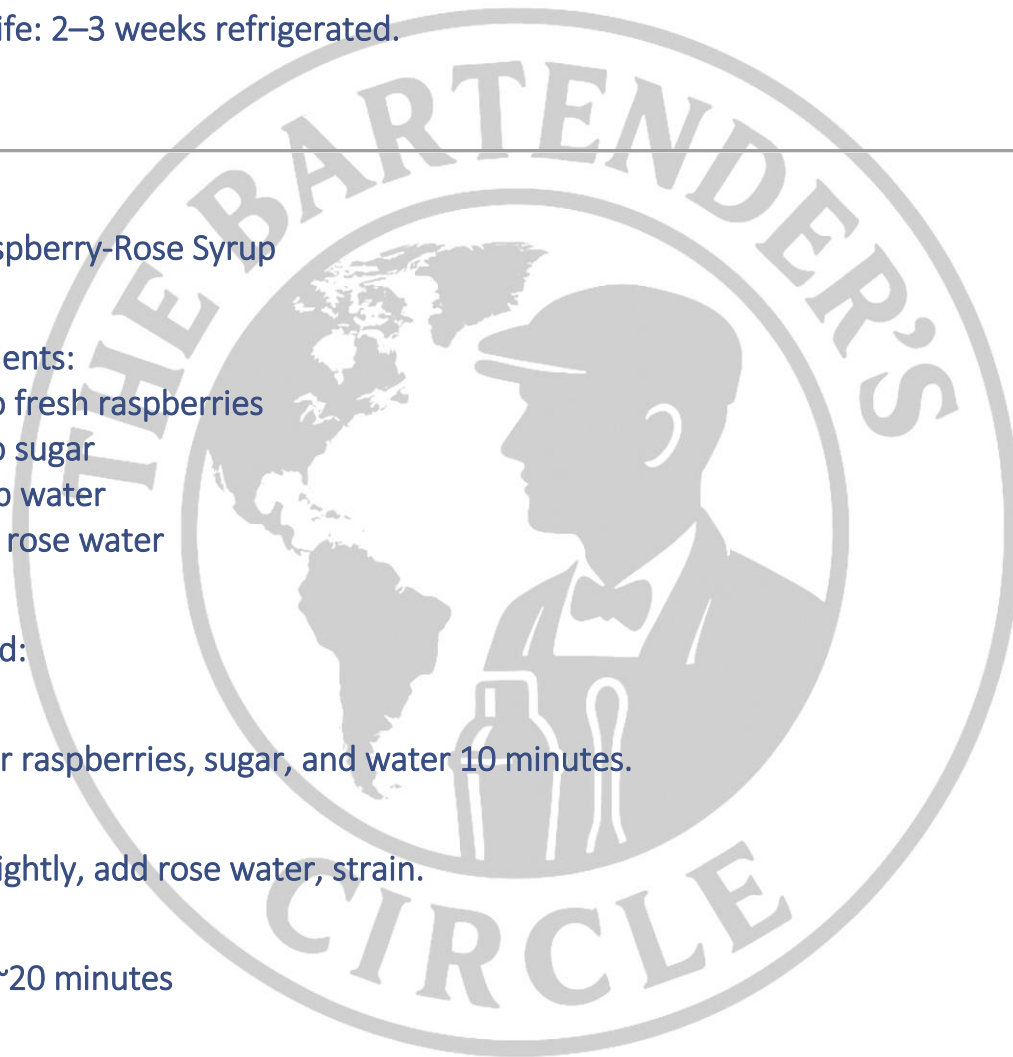 ife: 2–3 weeks refrigerated.
THE BARTENDER'S
spberry-Rose Syrup
ents:
fresh raspberries
sugar
water
rose water
d:
r raspberries, sugar, and water 10 minutes.
ightly, add rose water, strain.
CIRCLE
~20 minutes